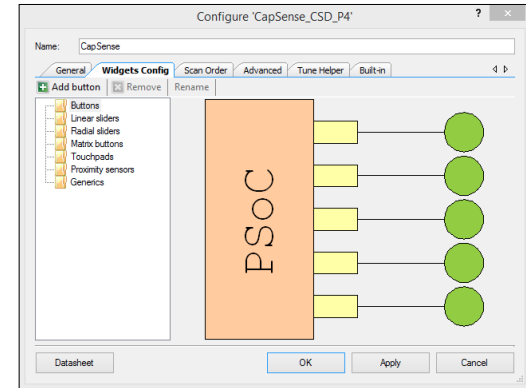 Configure 'CapSense_CSD_P4'
?
Name: CapSense
General Widgets Config Scan Order Advanced Tune Helper Built-in
Add button Remove Rename
Buttons
Linear sliders
Radial sliders
Matrix buttons
Touchpads
Proximity sensors
Generics
PSoC
Datasheet OK Apply Cancel